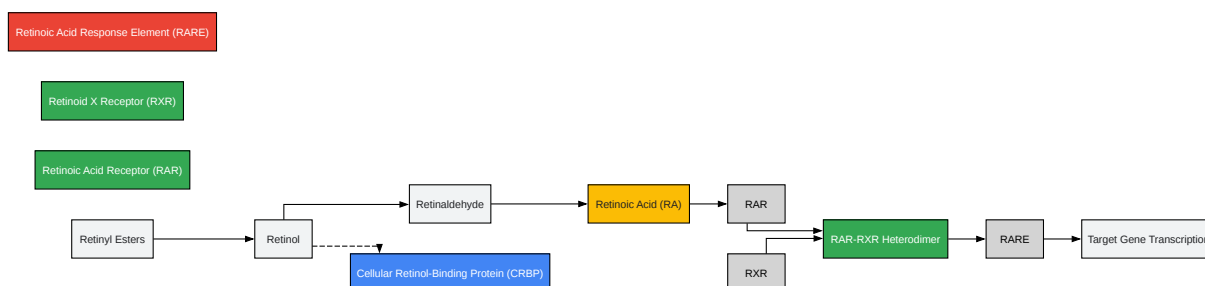 Retinoic Acid Response Element (RARE)
Retinoid X Receptor (RXR)
Retinoic Acid Receptor (RAR)
Retinyl Esters
Retinol
Retinaldehyde
Cellular Retinol-Binding Protein (CRBP)
Retinoic Acid (RA)
RAR
RXR
RAR-RXR Heterodimer
RARE
Target Gene Transcription